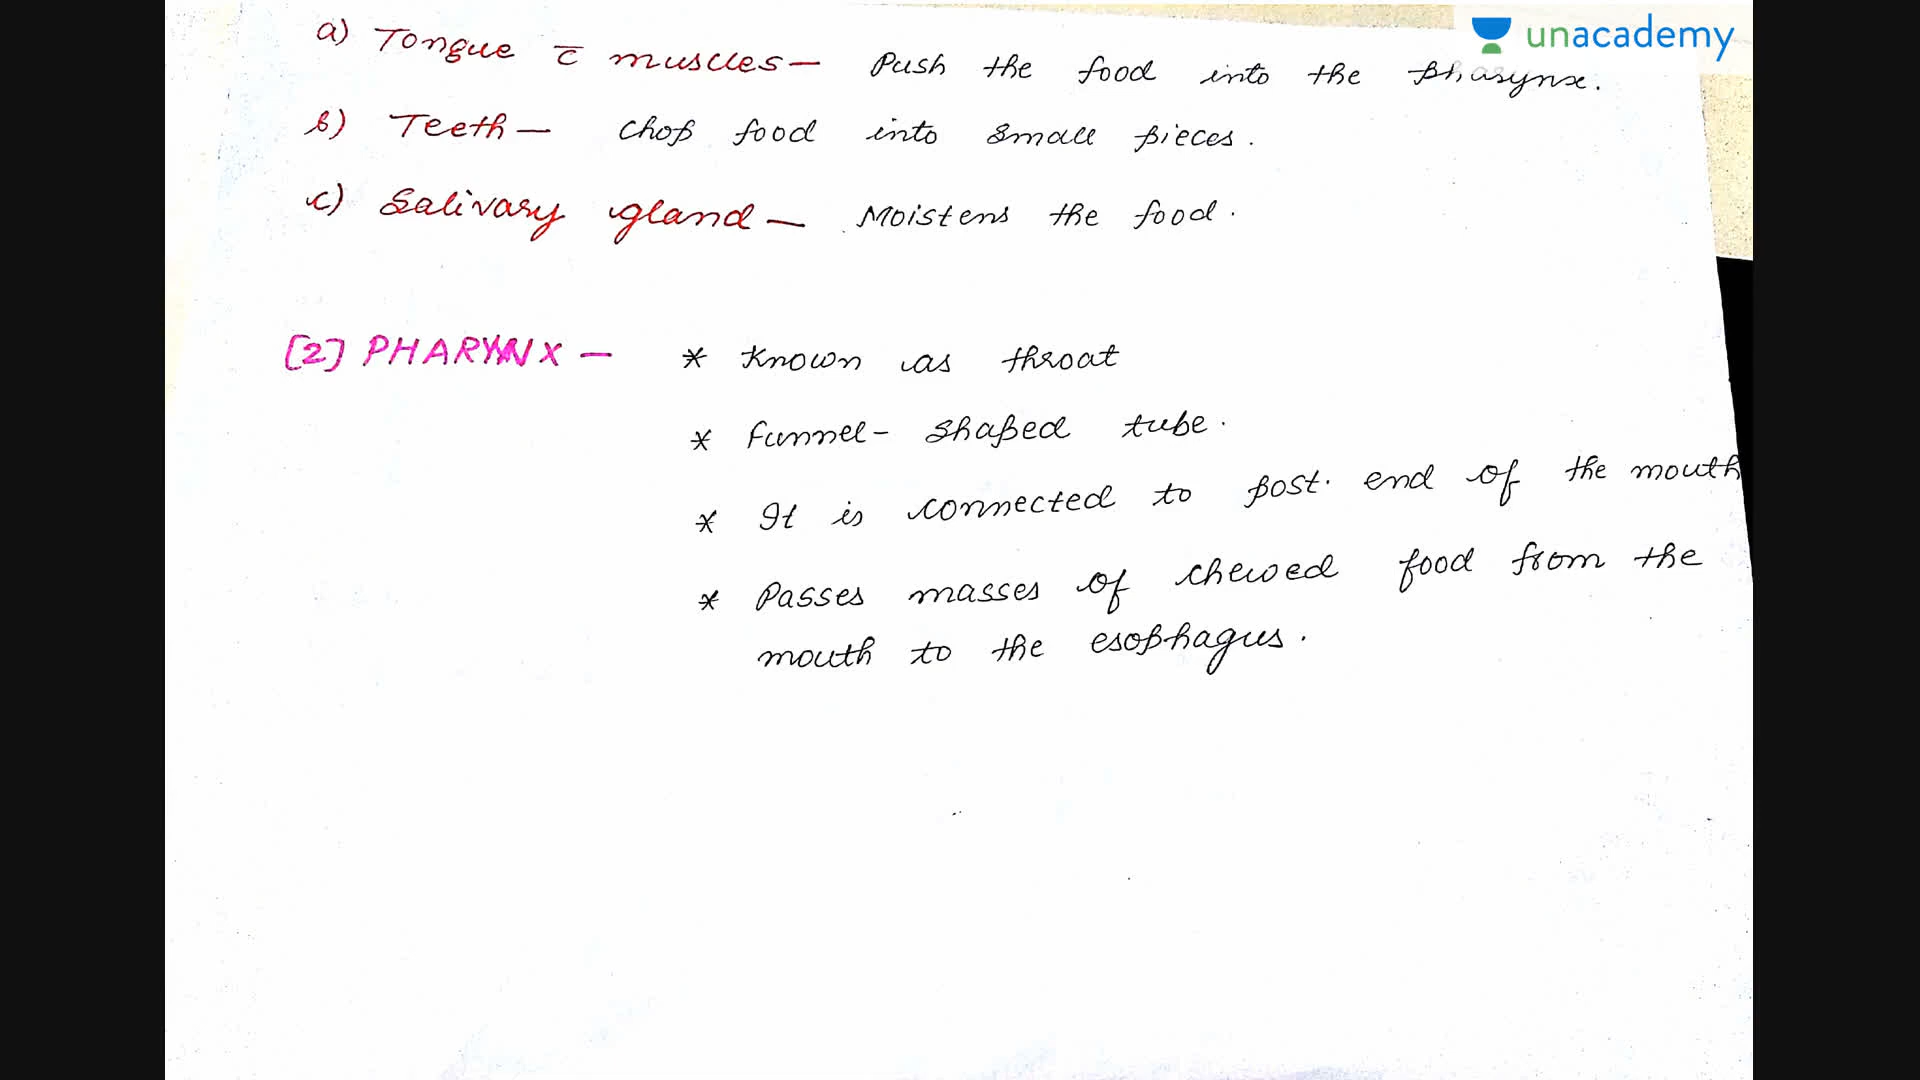 unacademy
a) Tongue c̄ muscles — Push the food into the pharynx.
b) Teeth — Chop food into small pieces.
c) Salivary gland — Moistens the food.
[2] PHARYNX — * Known as throat
* Funnel-shaped tube.
* It is connected to post. end of the mouth
* Passes masses of chewed food from the
mouth to the esophagus.